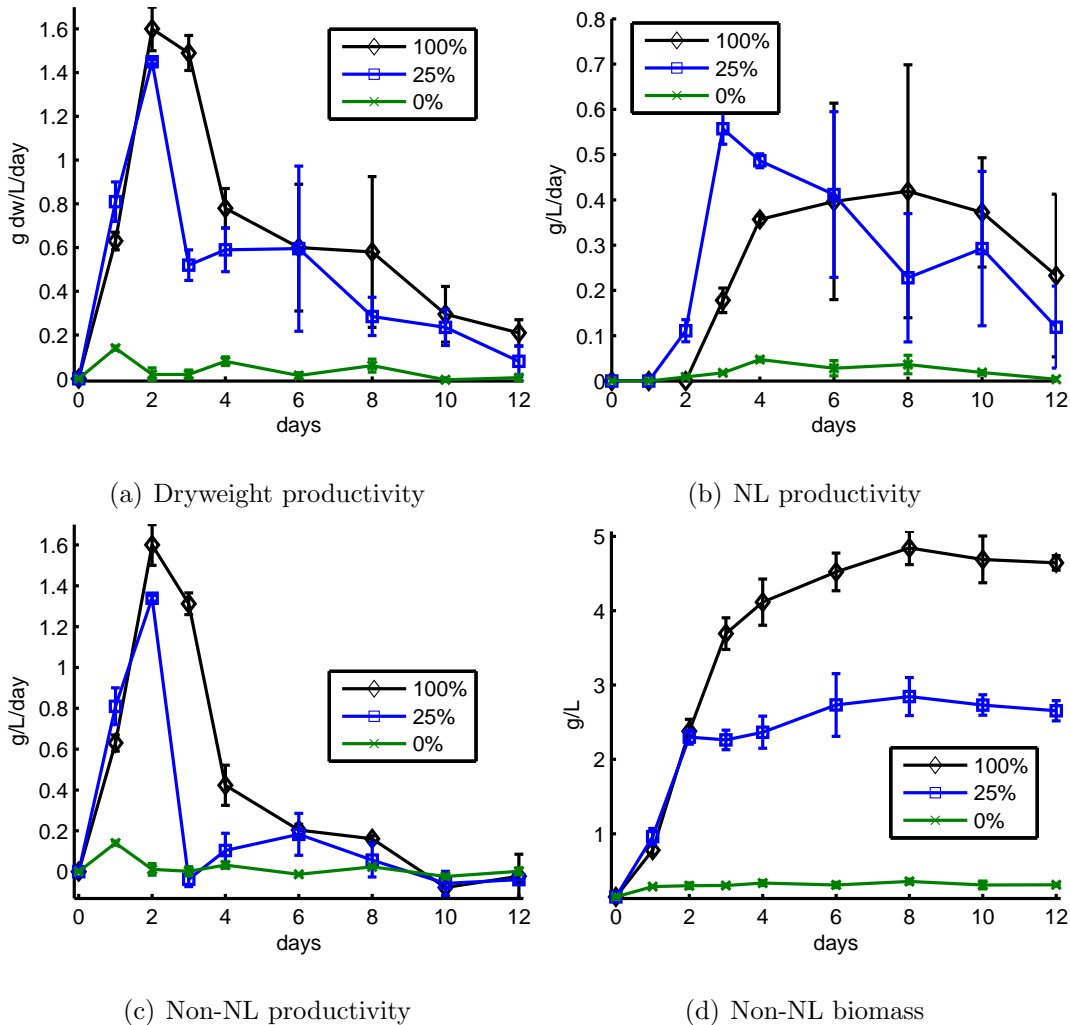 1.6
1.4
1.2
1
0.8
0.6
0.4
0.2
0
g dw/L/day
100%
25%
0%
0 2 4 6 8 10 12
days
(a) Dryweight productivity
0.8
0.7
0.6
0.5
0.4
0.3
0.2
0.1
0
g/L/day
100%
25%
0%
0 2 4 6 8 10 12
days
(b) NL productivity
1.6
1.4
1.2
1
0.8
0.6
0.4
0.2
0
g/L/day
100%
25%
0%
0 2 4 6 8 10 12
days
(c) Non-NL productivity
5
4
3
2
1
g/L
100%
25%
0%
0 2 4 6 8 10 12
days
(d) Non-NL biomass